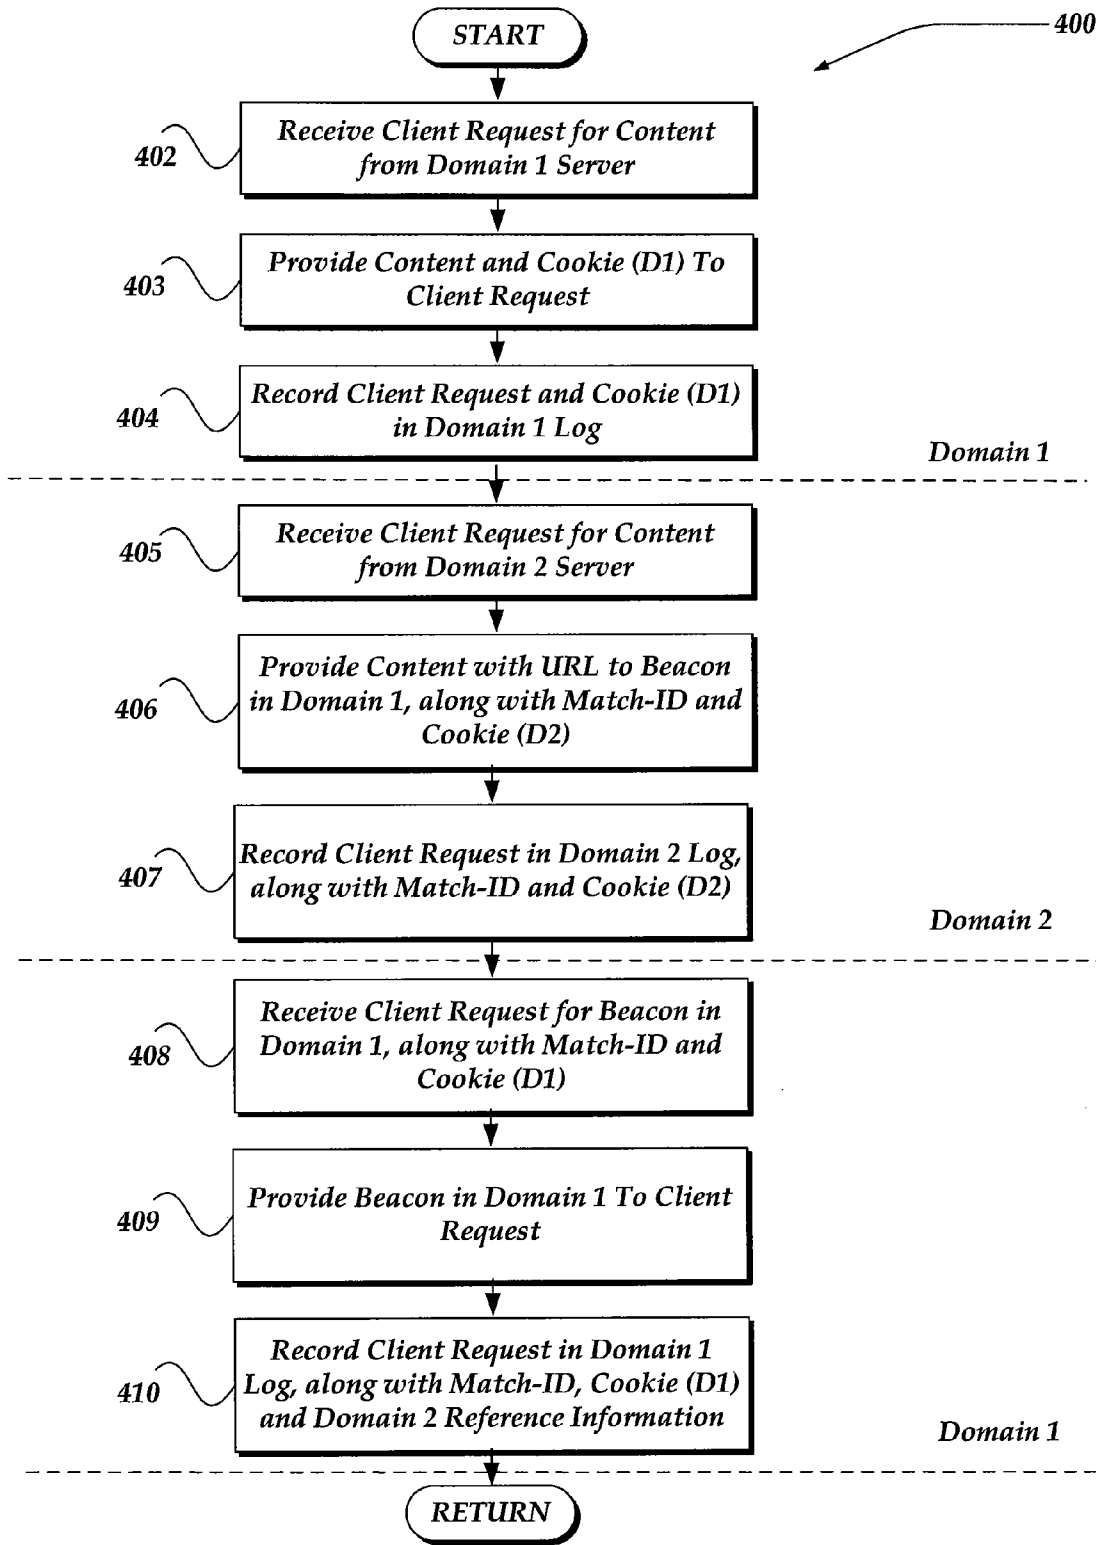 START
400
402
Receive Client Request for Content
from Domain 1 Server
403
Provide Content and Cookie (D1) To
Client Request
404
Record Client Request and Cookie (D1)
in Domain 1 Log
Domain 1
405
Receive Client Request for Content
from Domain 2 Server
406
Provide Content with URL to Beacon
in Domain 1, along with Match-ID and
Cookie (D2)
407
Record Client Request in Domain 2 Log,
along with Match-ID and Cookie (D2)
Domain 2
408
Receive Client Request for Beacon in
Domain 1, along with Match-ID and
Cookie (D1)
409
Provide Beacon in Domain 1 To Client
Request
410
Record Client Request in Domain 1
Log, along with Match-ID, Cookie (D1)
and Domain 2 Reference Information
Domain 1
RETURN